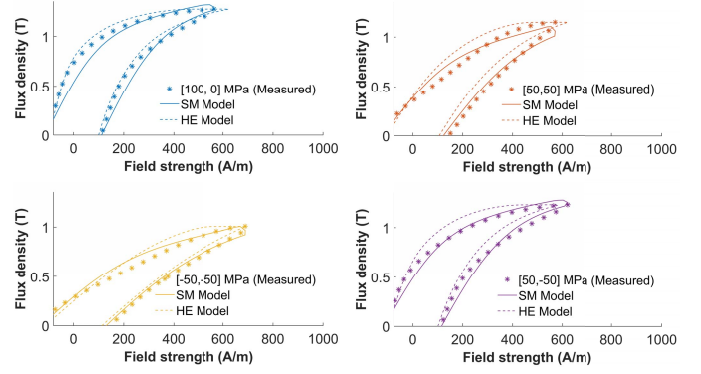 Flux density (T)
1
0.5
0
[100, 0] MPa (Measured)
SM Model
HE Model
0 200 400 600 800 1000
Field strength (A/m)
Flux density (T)
1
0.5
0
[50,50] MPa (Measured)
SM Model
HE Model
0 200 400 600 800 1000
Field strength (A/m)
Flux density (T)
1
0.5
0
[-50,-50] MPa (Measured)
SM Model
HE Model
0 200 400 600 800 1000
Field strength (A/m)
Flux density (T)
1
0.5
0
[50,-50] MPa (Measured)
SM Model
HE Model
0 200 400 600 800 1000
Field strength (A/m)